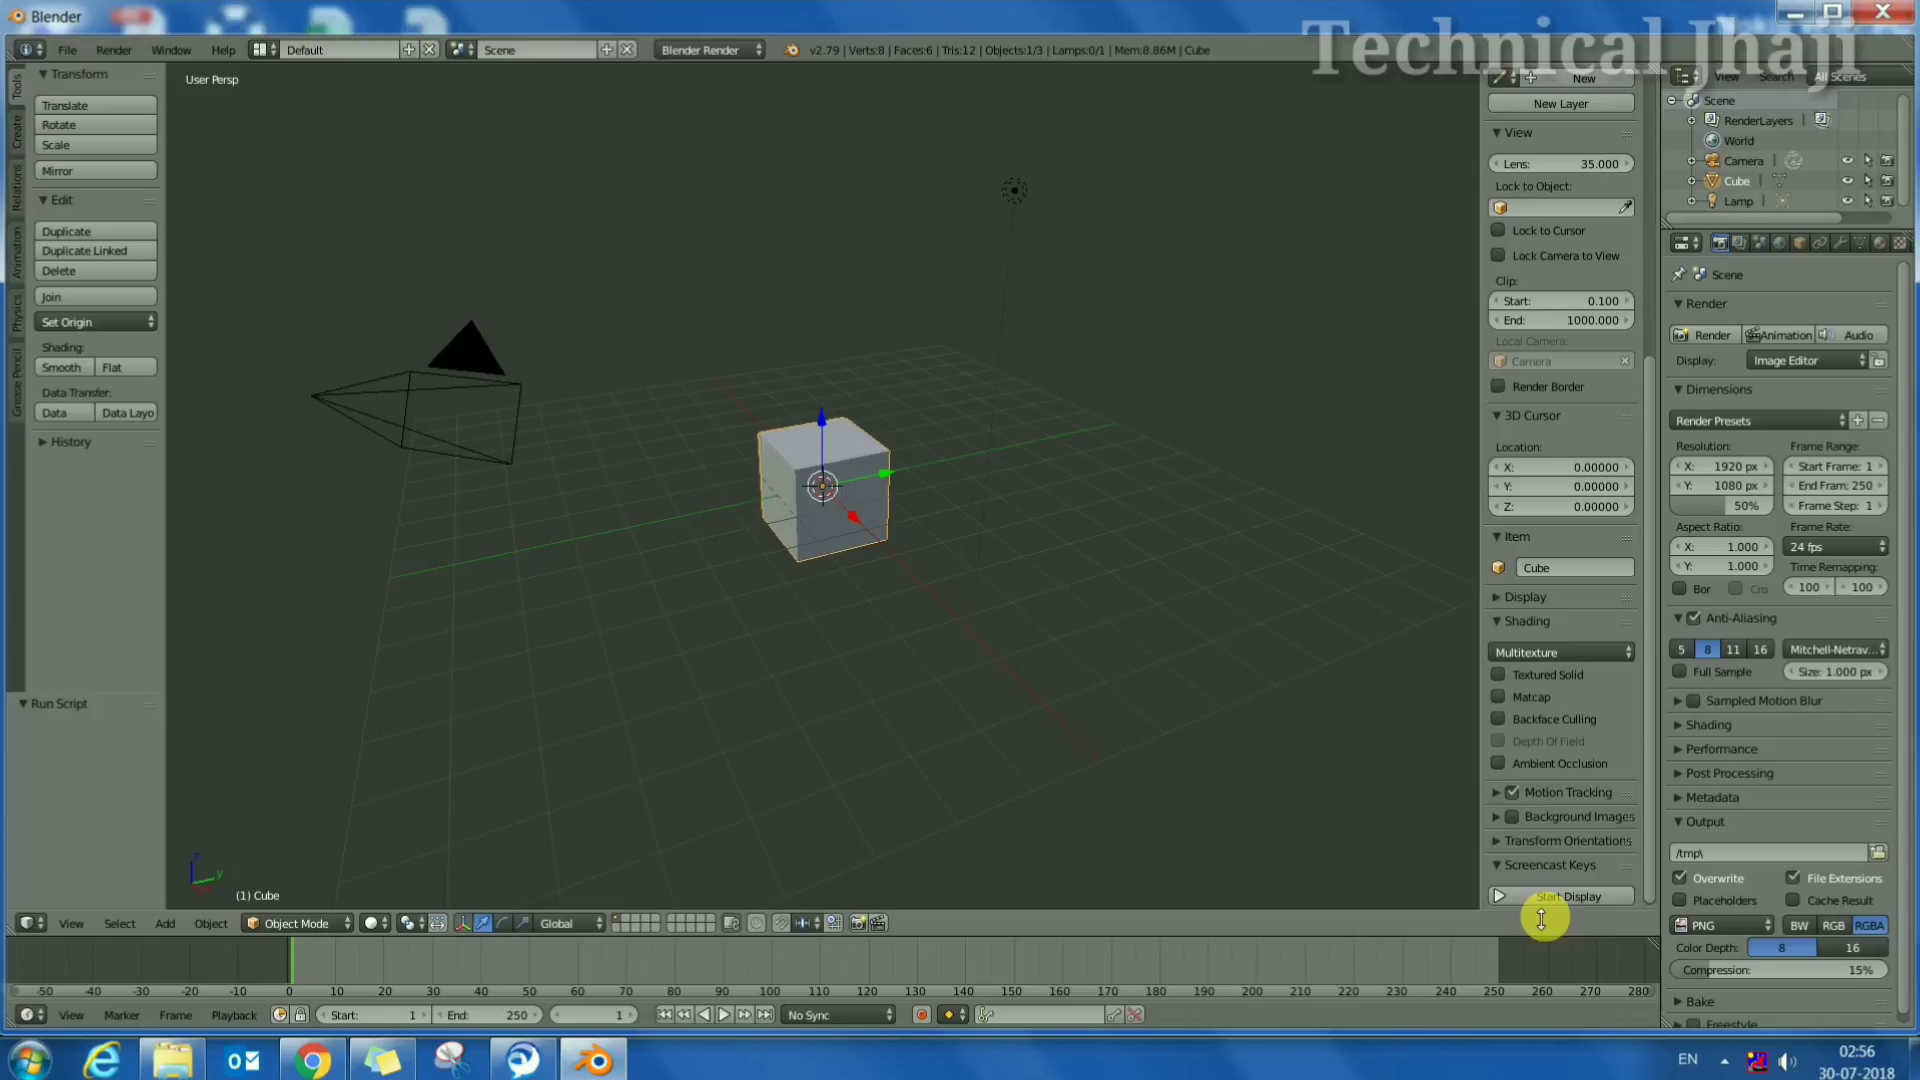 Blender
Technical Jhaji
File Render Window Help Default Scene Blender Render v2.79 | Verts:8 | Faces:6 | Tris:12 | Objects:1/3 | Lamps:0/1 | Mem:8.86M | Cube
Tools
Create
Relations
Animation
Physics
Grease Pencil
Transform
Translate
Rotate
Scale
Mirror
Edit
Duplicate
Duplicate Linked
Delete
Join
Set Origin
Shading:
Smooth Flat
Data Transfer:
Data Data Layo
History
Run Script
User Persp
(1) Cube
z
y
New
New Layer
View
Lens: 35.000
Lock to Object:
Lock to Cursor
Lock Camera to View
Clip:
Start: 0.100
End: 1000.000
Local Camera:
Camera
Render Border
3D Cursor
Location:
X: 0.00000
Y: 0.00000
Z: 0.00000
Item
Cube
Display
Shading
Multitexture
Textured Solid
Matcap
Backface Culling
Depth Of Field
Ambient Occlusion
Motion Tracking
Background Images
Transform Orientations
Screencast Keys
Start Display
View Search All Scenes
Scene
RenderLayers
World
Camera
Cube
Lamp
Scene
Render
Render Animation Audio
Display: Image Editor
Dimensions
Render Presets
Resolution: Frame Range:
X: 1920 px Start Frame: 1
Y: 1080 px End Fram: 250
50% Frame Step: 1
Aspect Ratio: Frame Rate:
X: 1.000 24 fps
Y: 1.000 Time Remapping:
Bor Cro 100 100
Anti-Aliasing
5 8 11 16 Mitchell-Netrav...
Full Sample Size: 1.000 px
Sampled Motion Blur
Shading
Performance
Post Processing
Metadata
Output
/tmp\
Overwrite File Extensions
Placeholders Cache Result
PNG BW RGB RGBA
Color Depth: 8 16
Compression: 15%
Bake
Freestyle
View Select Add Object Object Mode Global
-50 -40 -30 -20 -10 0 10 20 30 40 50 60 70 80 90 100 110 120 130 140 150 160 170 180 190 200 210 220 230 240 250 260 270 280
View Marker Frame Playback Start: 1 End: 250 1 No Sync
EN
02:56
30-07-2018